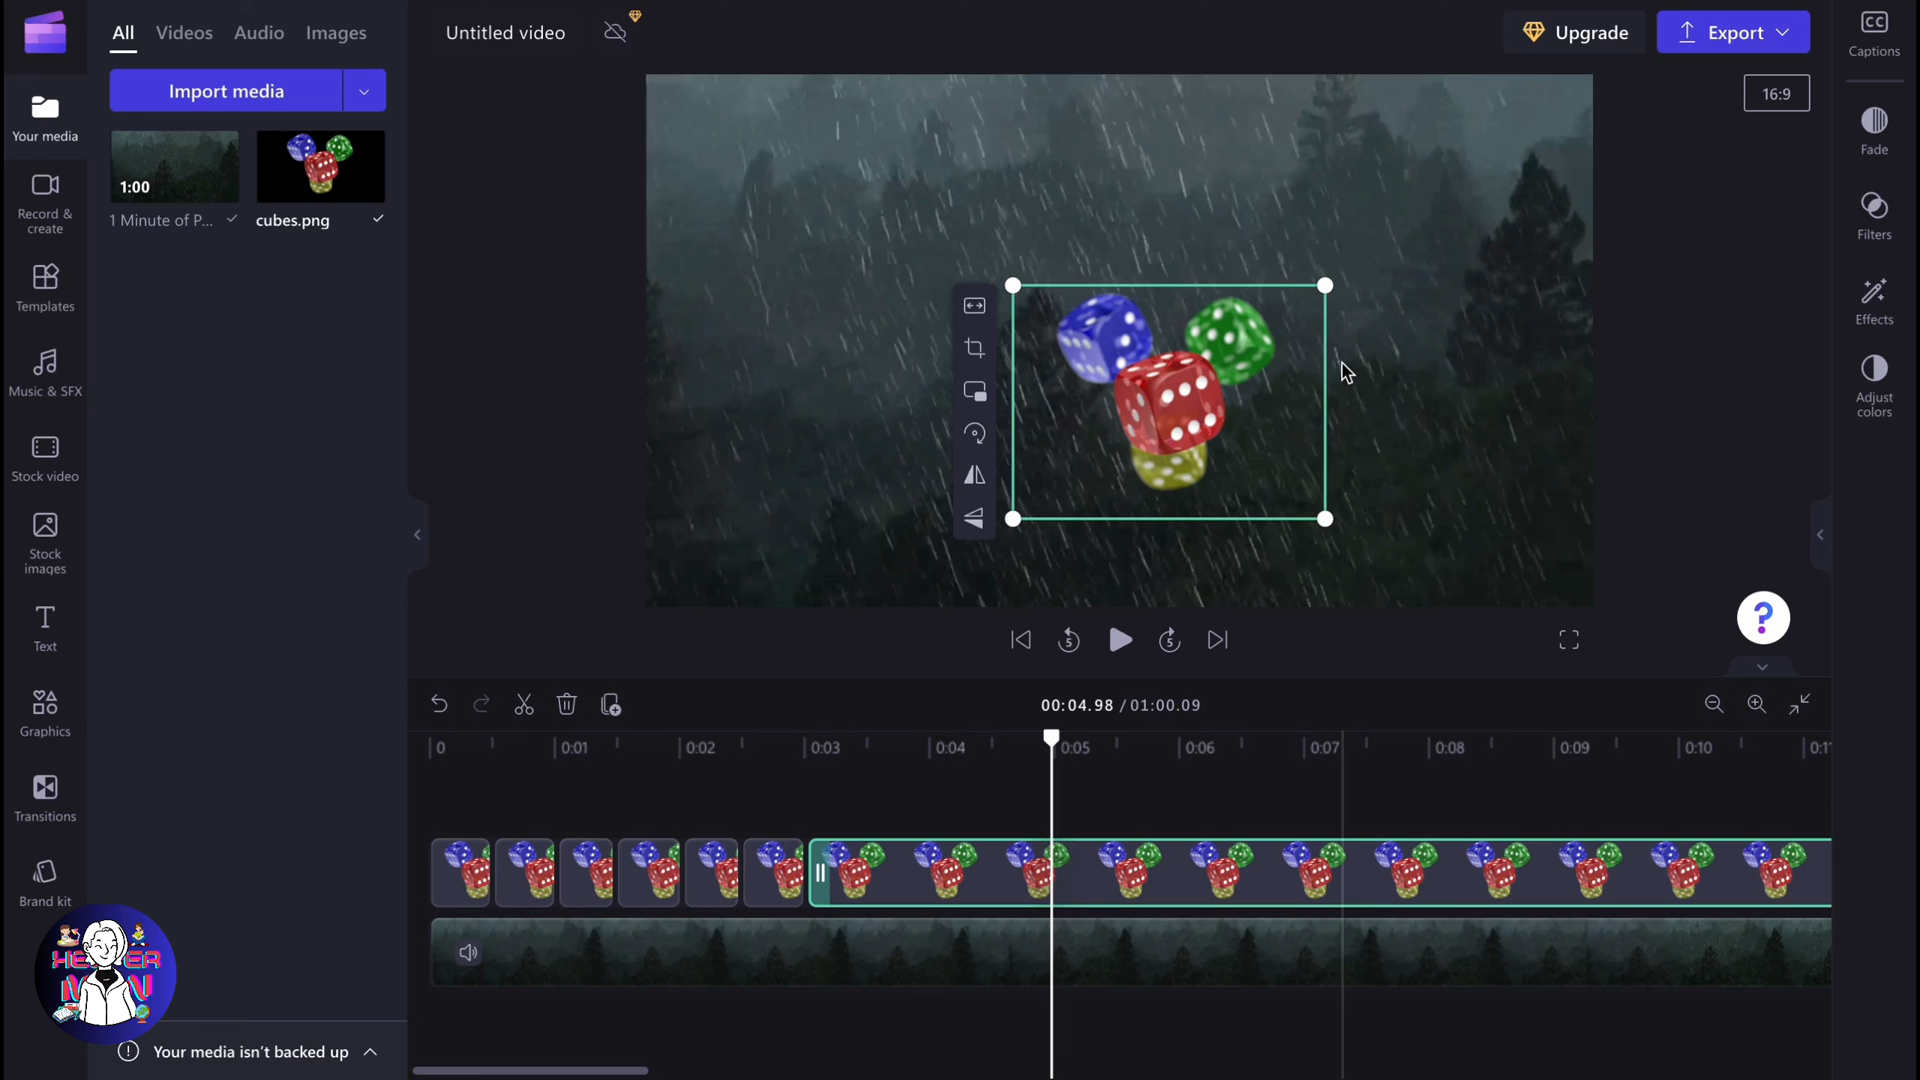 All Videos Audio Images
Untitled video
Upgrade
Export
Captions
Import media
16:9
Your media
1:00
1 Minute of P...
cubes.png
Fade
Record &
create
Filters
Templates
Effects
Music & SFX
Adjust
colors
Stock video
Stock
images
Text
5
5
?
Graphics
00:04.98 / 01:00.09
0 0:01 0:02 0:03 0:04 0:05 0:06 0:07 0:08 0:09 0:10
Transitions
Brand kit
Your media isn't backed up